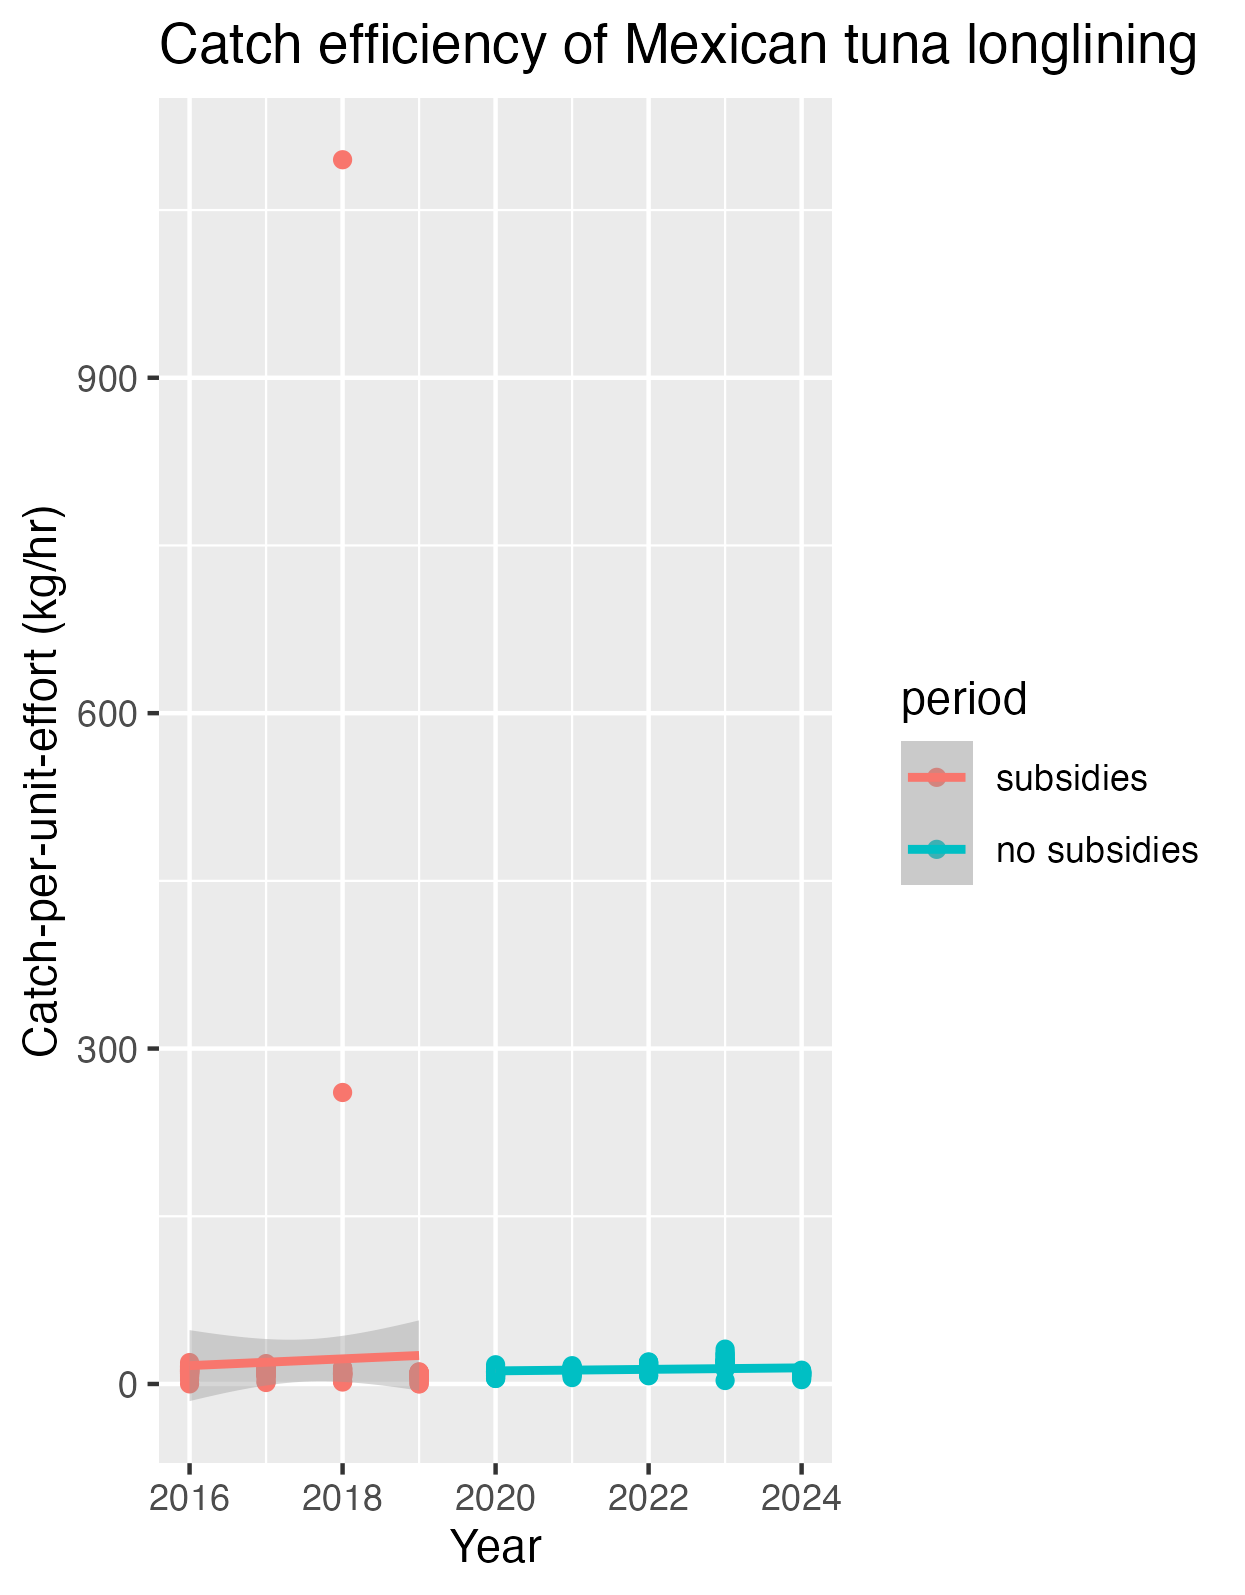 Catch efficiency of Mexican tuna longlining
Catch-per-unit-effort (kg/hr)
900
600
300
0
2016 2018 2020 2022 2024
Year
period
subsidies
no subsidies